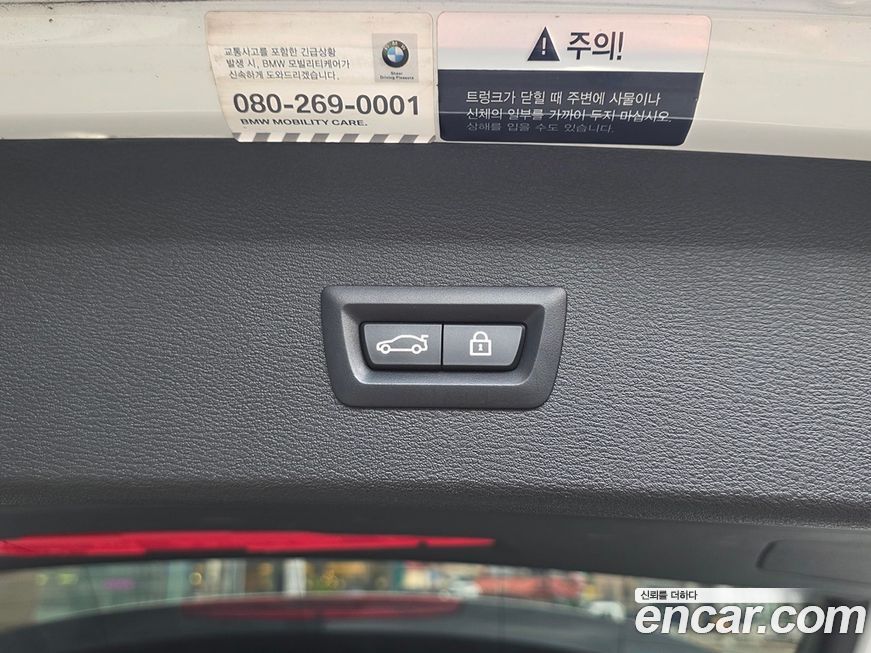 교통사고를 포함한 긴급상황
발생 시, BMW 모빌리티케어가
신속하게 도와드리겠습니다.
BMW
Sheer
Driving Pleasure
080-269-0001
BMW MOBILITY CARE.
주의!
트렁크가 닫힐 때 주변에 사물이나
신체의 일부를 가까이 두지 마십시오.
상해를 입을 수도 있습니다.
신뢰를 더하다
encar.com